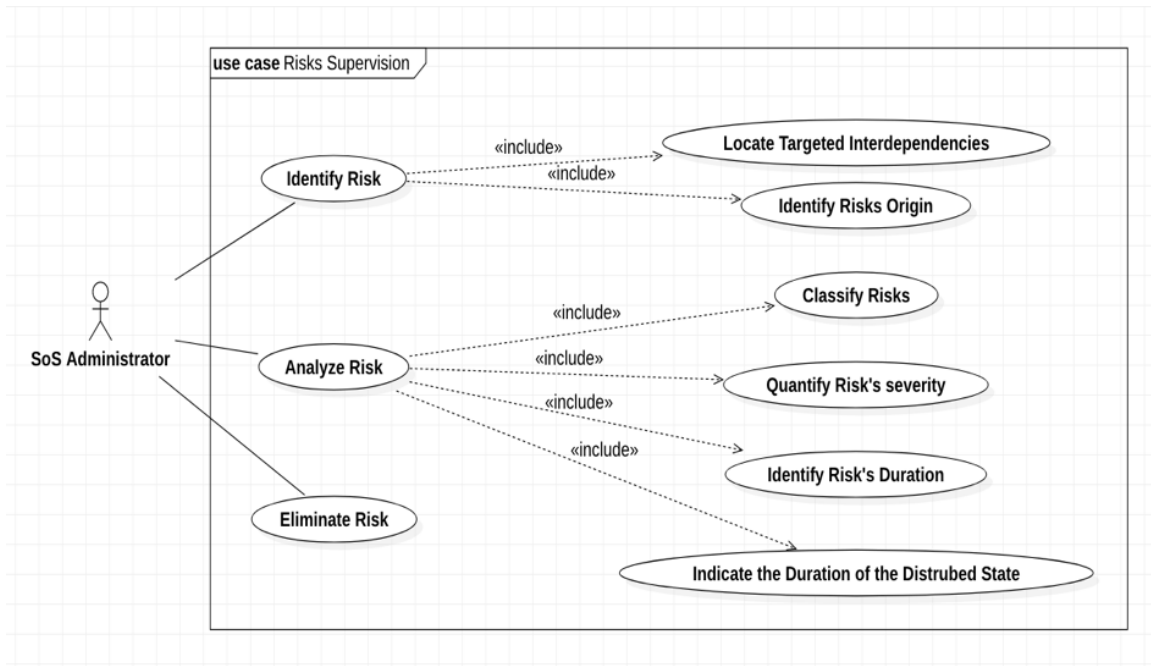 use case Risks Supervision
«include»
Locate Targeted Interdependencies
Identify Risk
«include»
Identify Risks Origin
Classify Risks
«include»
SoS Administrator
Analyze Risk
«include»
Quantify Risk's severity
«include»
«include»
Identify Risk's Duration
Eliminate Risk
Indicate the Duration of the Distrubed State